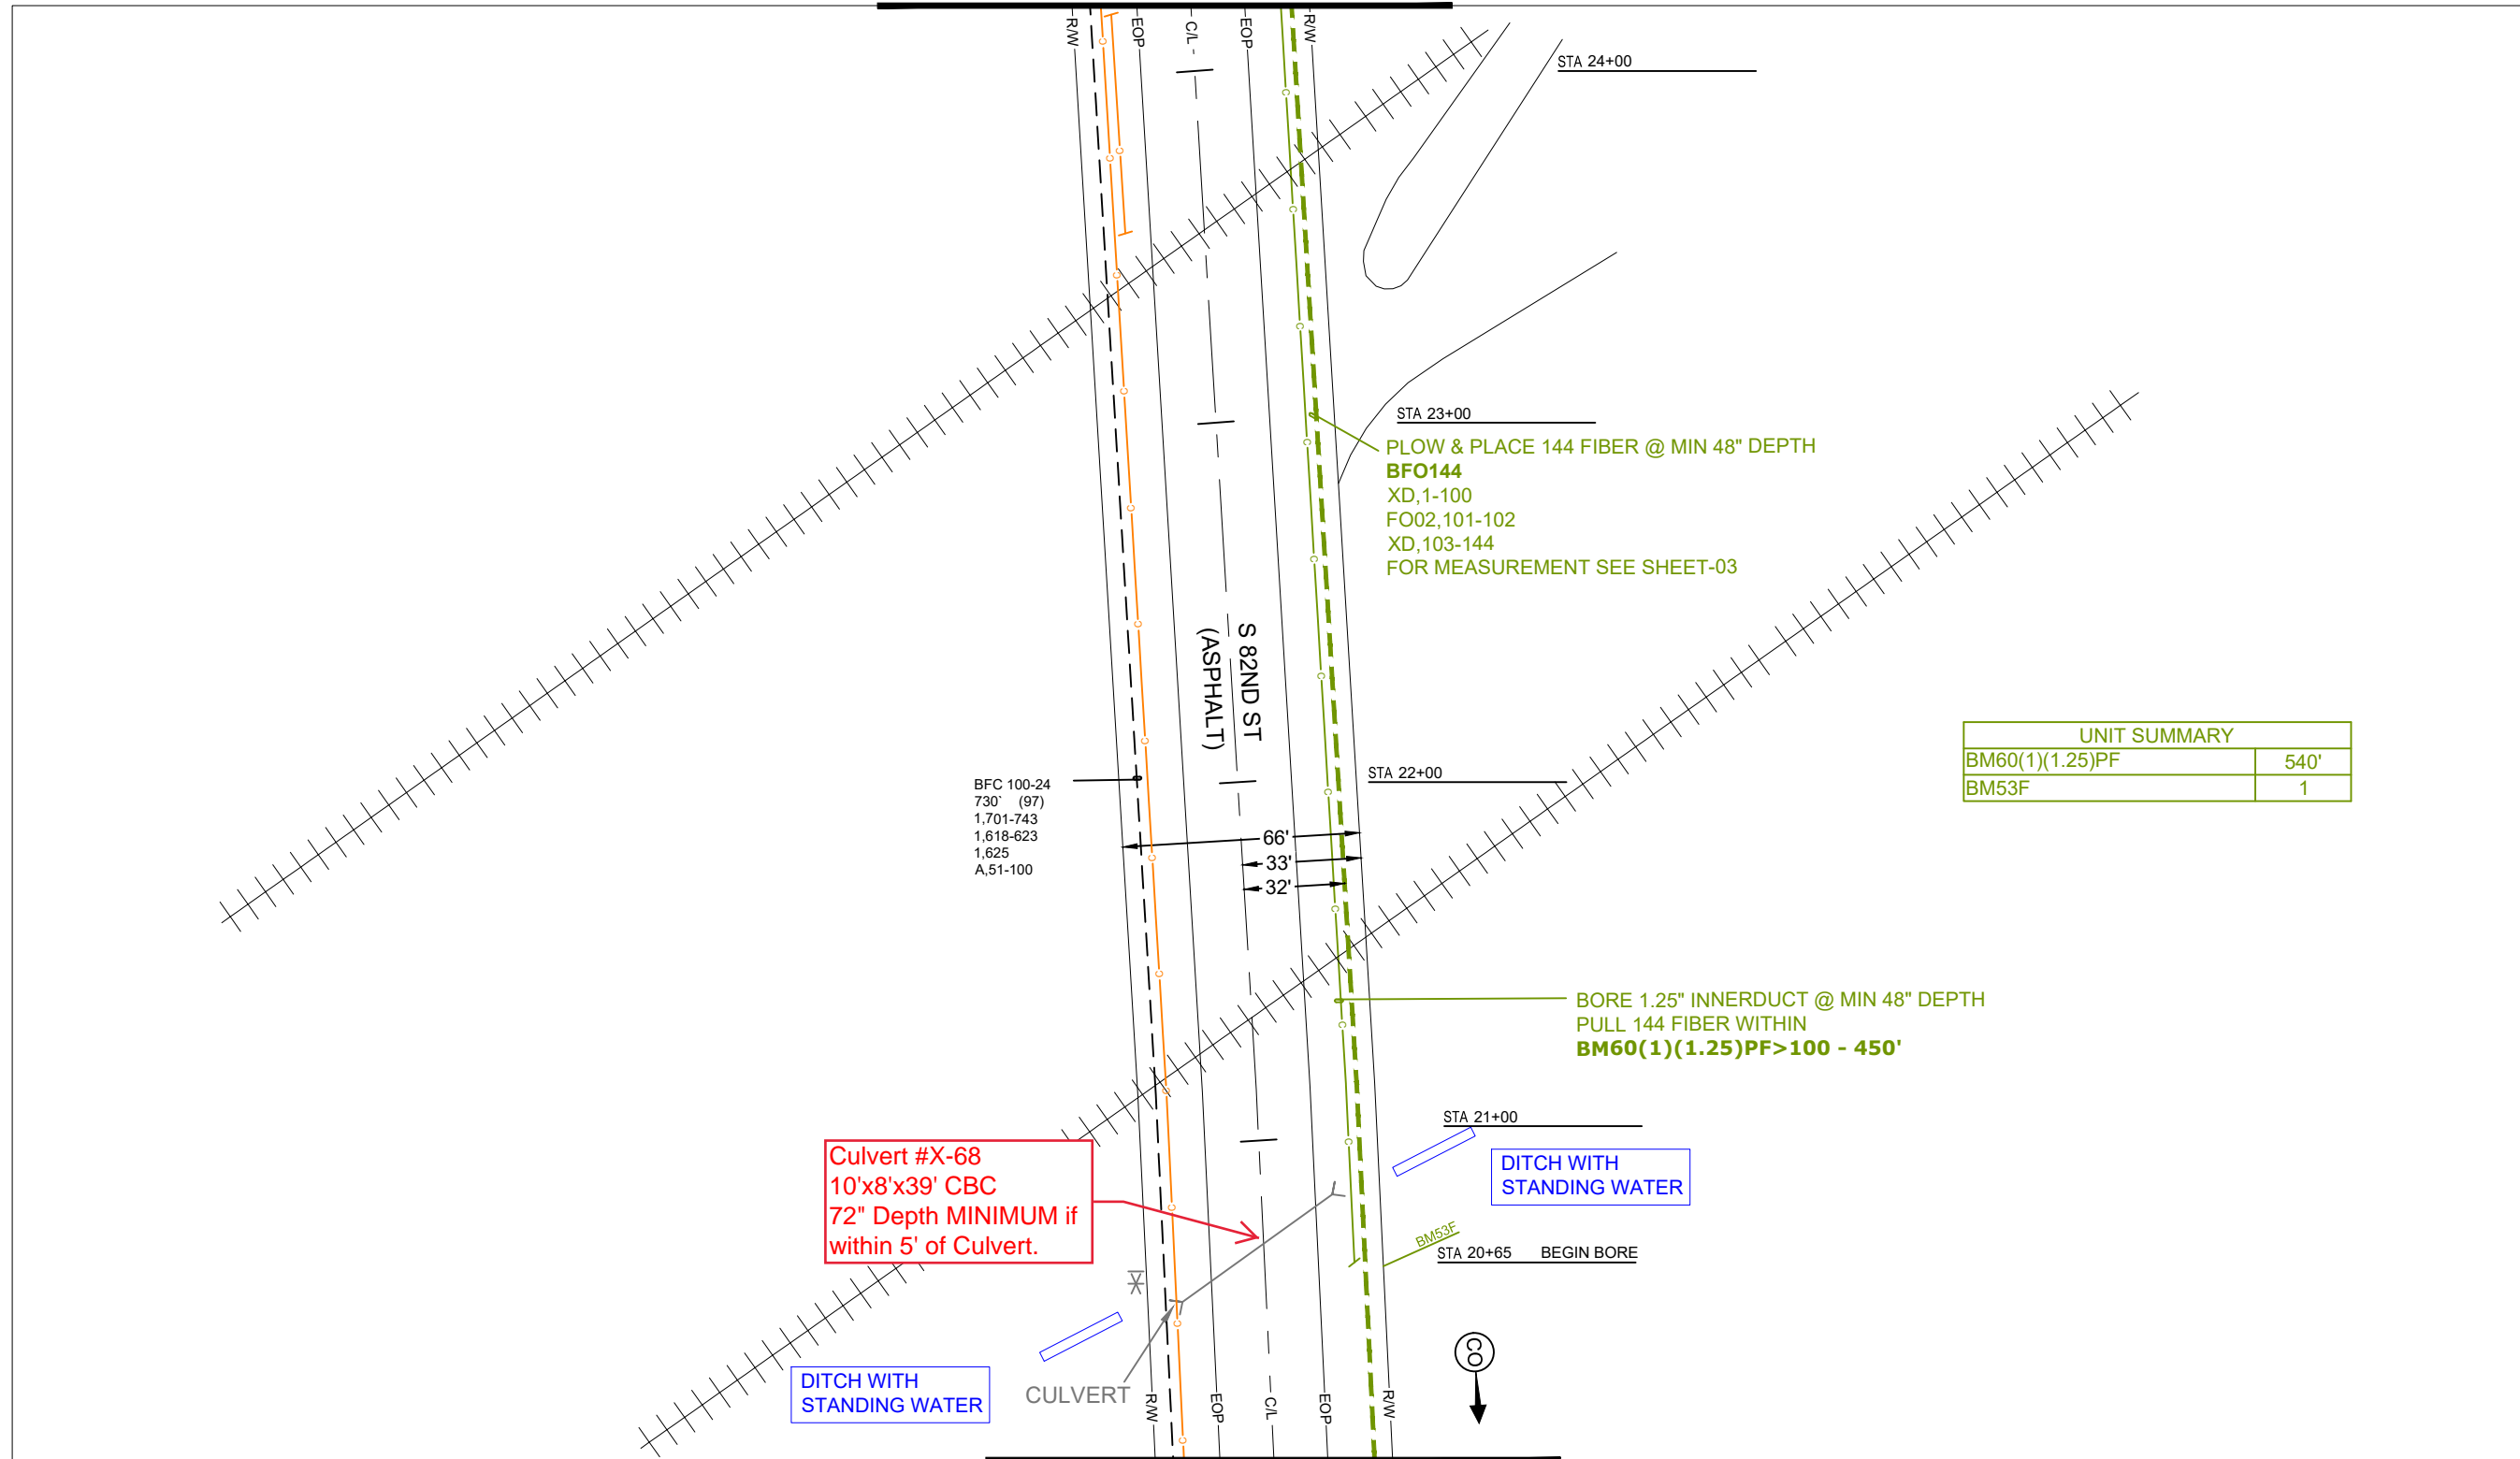 R/W
EOP
C/L
EOP
R/W
STA 24+00
STA 23+00
PLOW & PLACE 144 FIBER @ MIN 48" DEPTH
BFO144
XD,1-100
FO02,101-102
XD,103-144
FOR MEASUREMENT SEE SHEET-03
S 82ND ST
(ASPHALT)
UNIT SUMMARY
BM60(1)(1.25)PF 540'
BM53F 1
STA 22+00
BFC 100-24
730` (97)
1,701-743
1,618-623
1,625
A,51-100
66'
33'
32'
BORE 1.25" INNERDUCT @ MIN 48" DEPTH
PULL 144 FIBER WITHIN
BM60(1)(1.25)PF>100 - 450'
STA 21+00
Culvert #X-68
10'x8'x39' CBC
72" Depth MINIMUM if
within 5' of Culvert.
DITCH WITH
STANDING WATER
BM53F
STA 20+65 BEGIN BORE
CO
DITCH WITH
STANDING WATER
CULVERT
R/W
EOP
C/L
EOP
R/W